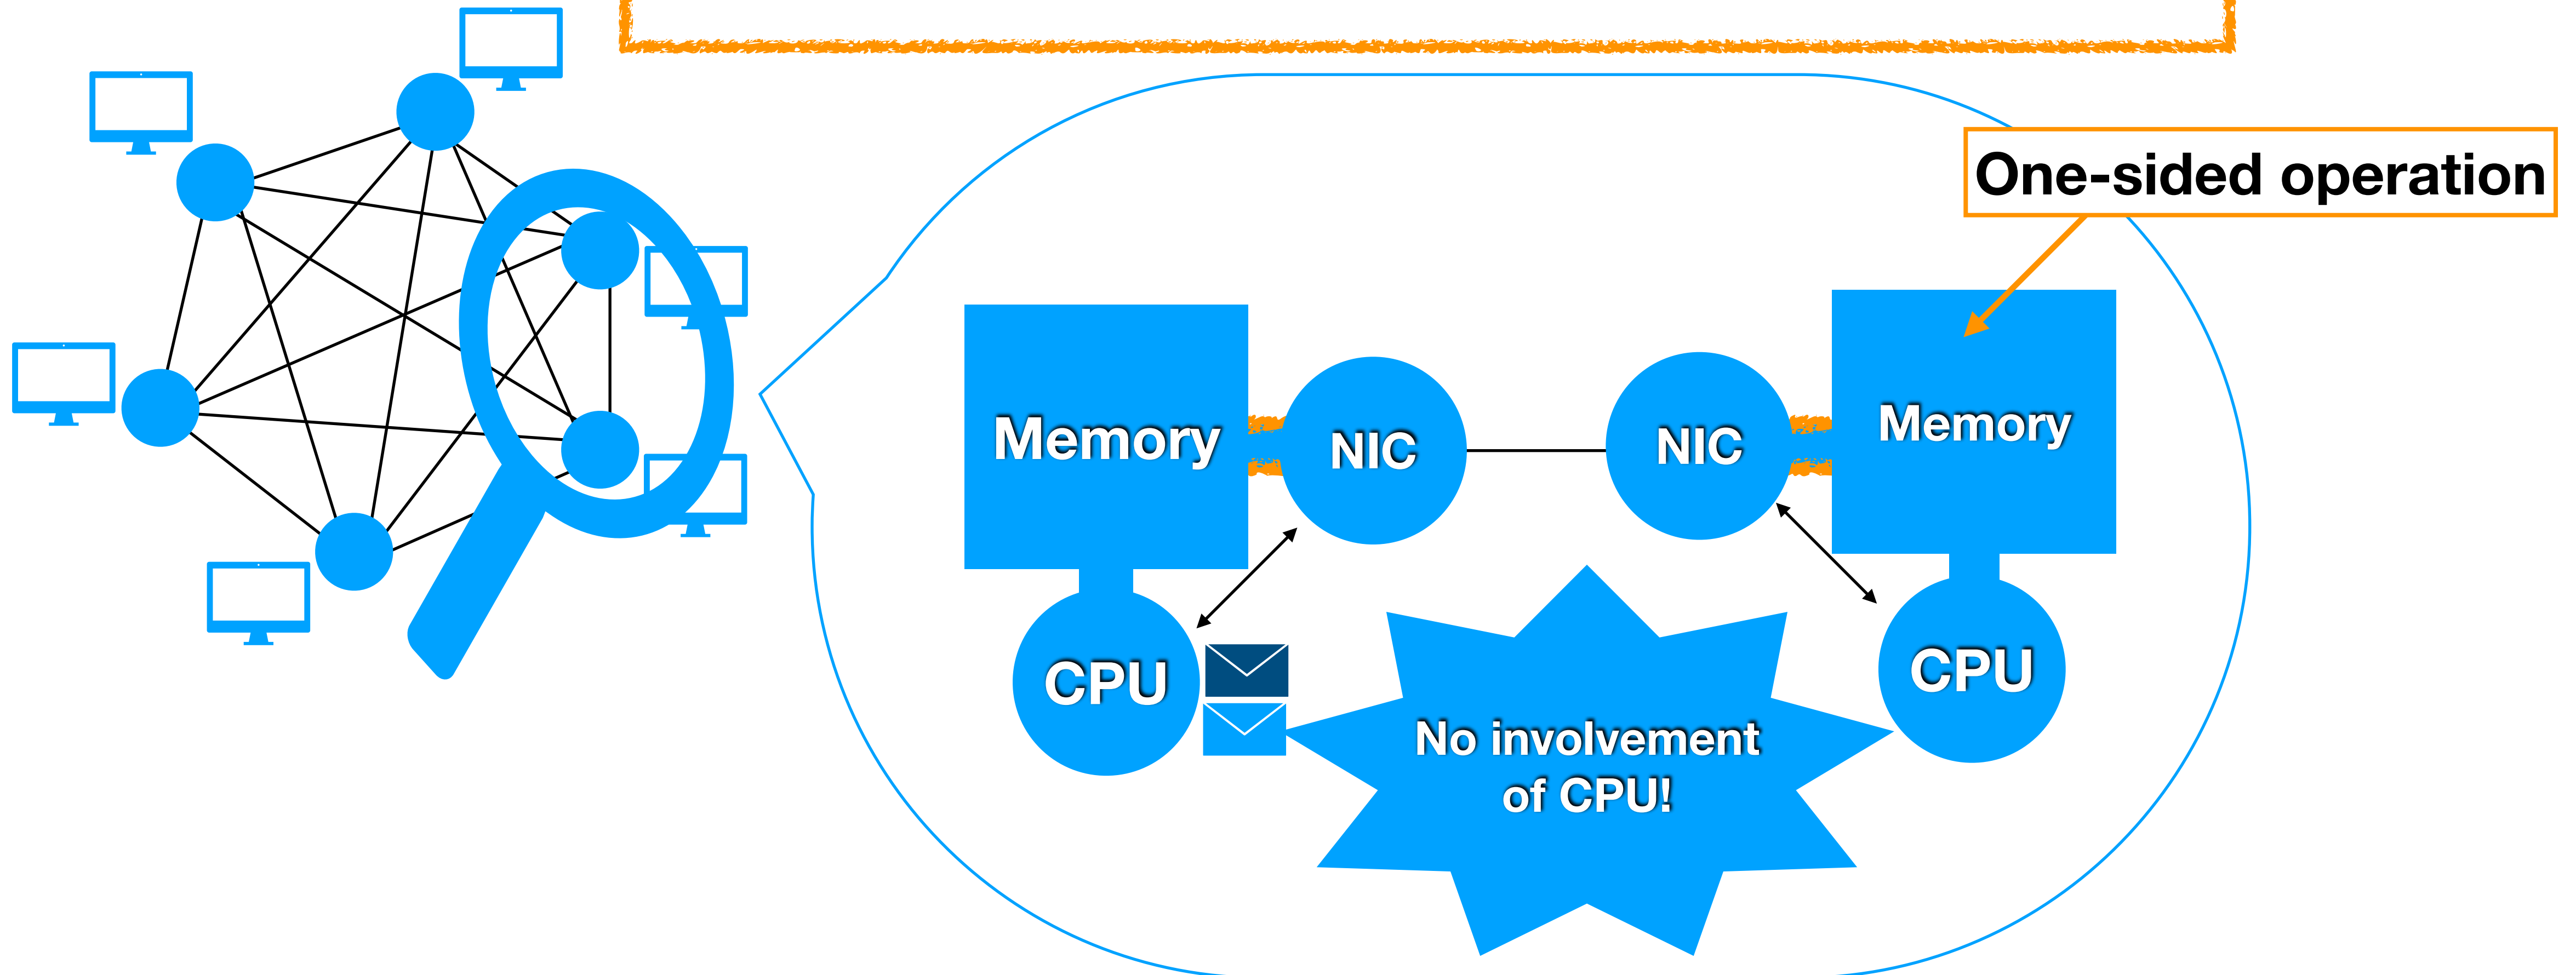 One-sided operation
Memory
NIC
NIC
Memory
CPU
CPU
No involvement
of CPU!